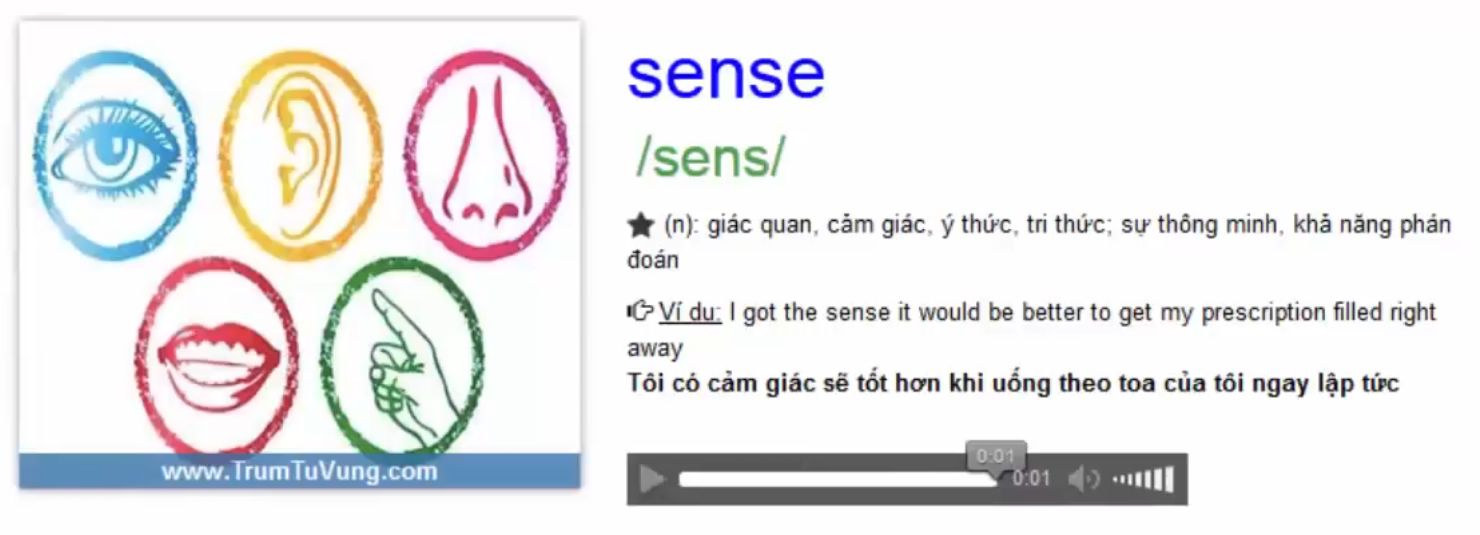 sense
/sens/
★ (n): giác quan, cảm giác, ý thức, tri thức; sự thông minh, khả năng phán
đoán
Ví du: I got the sense it would be better to get my prescription filled right
away
Tôi có cảm giác sẽ tốt hơn khi uống theo toa của tôi ngay lập tức
www.TrumTuVung.com
0:01
0:01